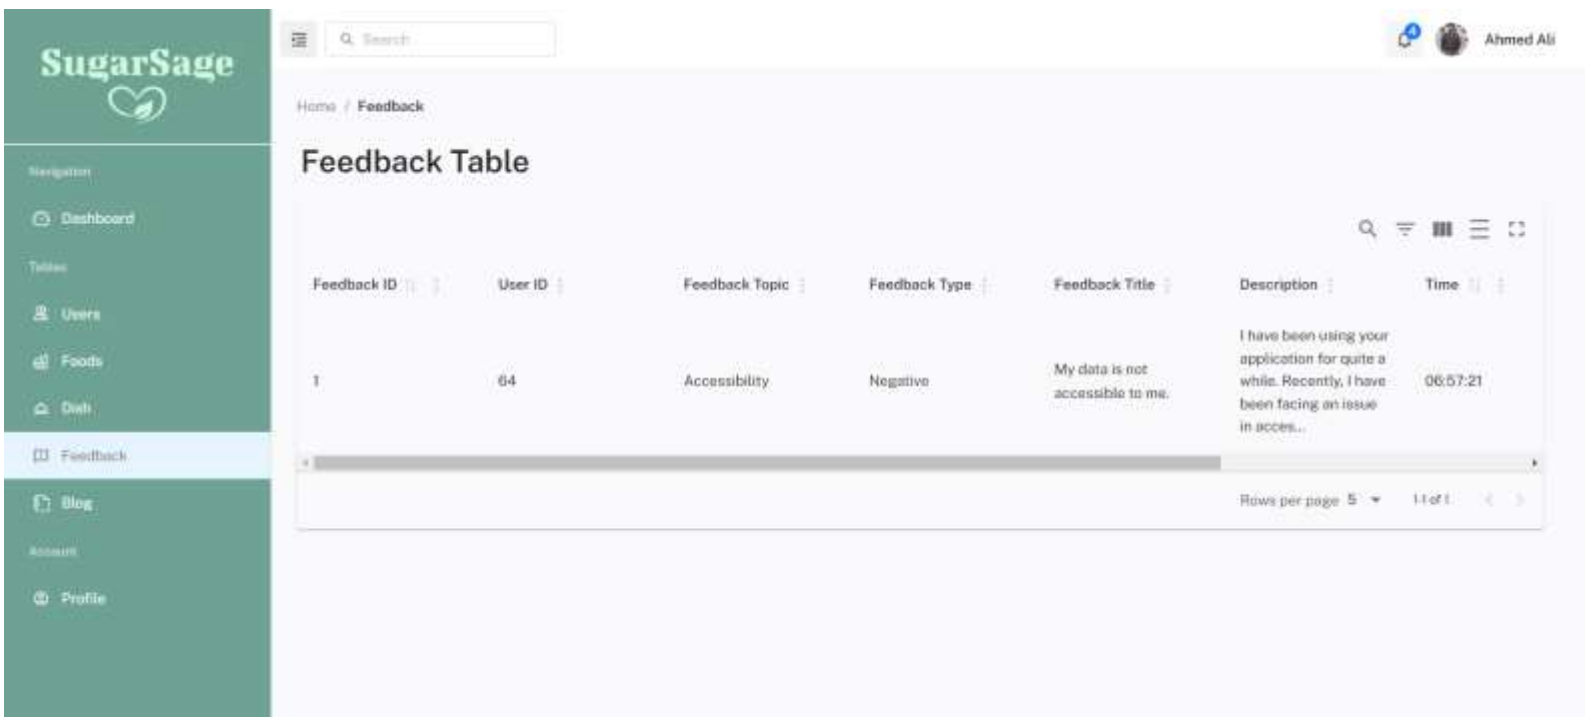 SugarSage
Search
4
Ahmed Ali
Home / Feedback
Feedback Table
Navigation
Dashboard
Tables
Users
Foods
Dish
Feedback
Blog
Account
Profile
Feedback ID User ID Feedback Topic Feedback Type Feedback Title Description Time
1 64 Accessibility Negative
My data is not
accessible to me.
I have been using your
application for quite a
while. Recently, I have
been facing an issue
in acces...
06:57:21
Rows per page 5 1-1 of 1